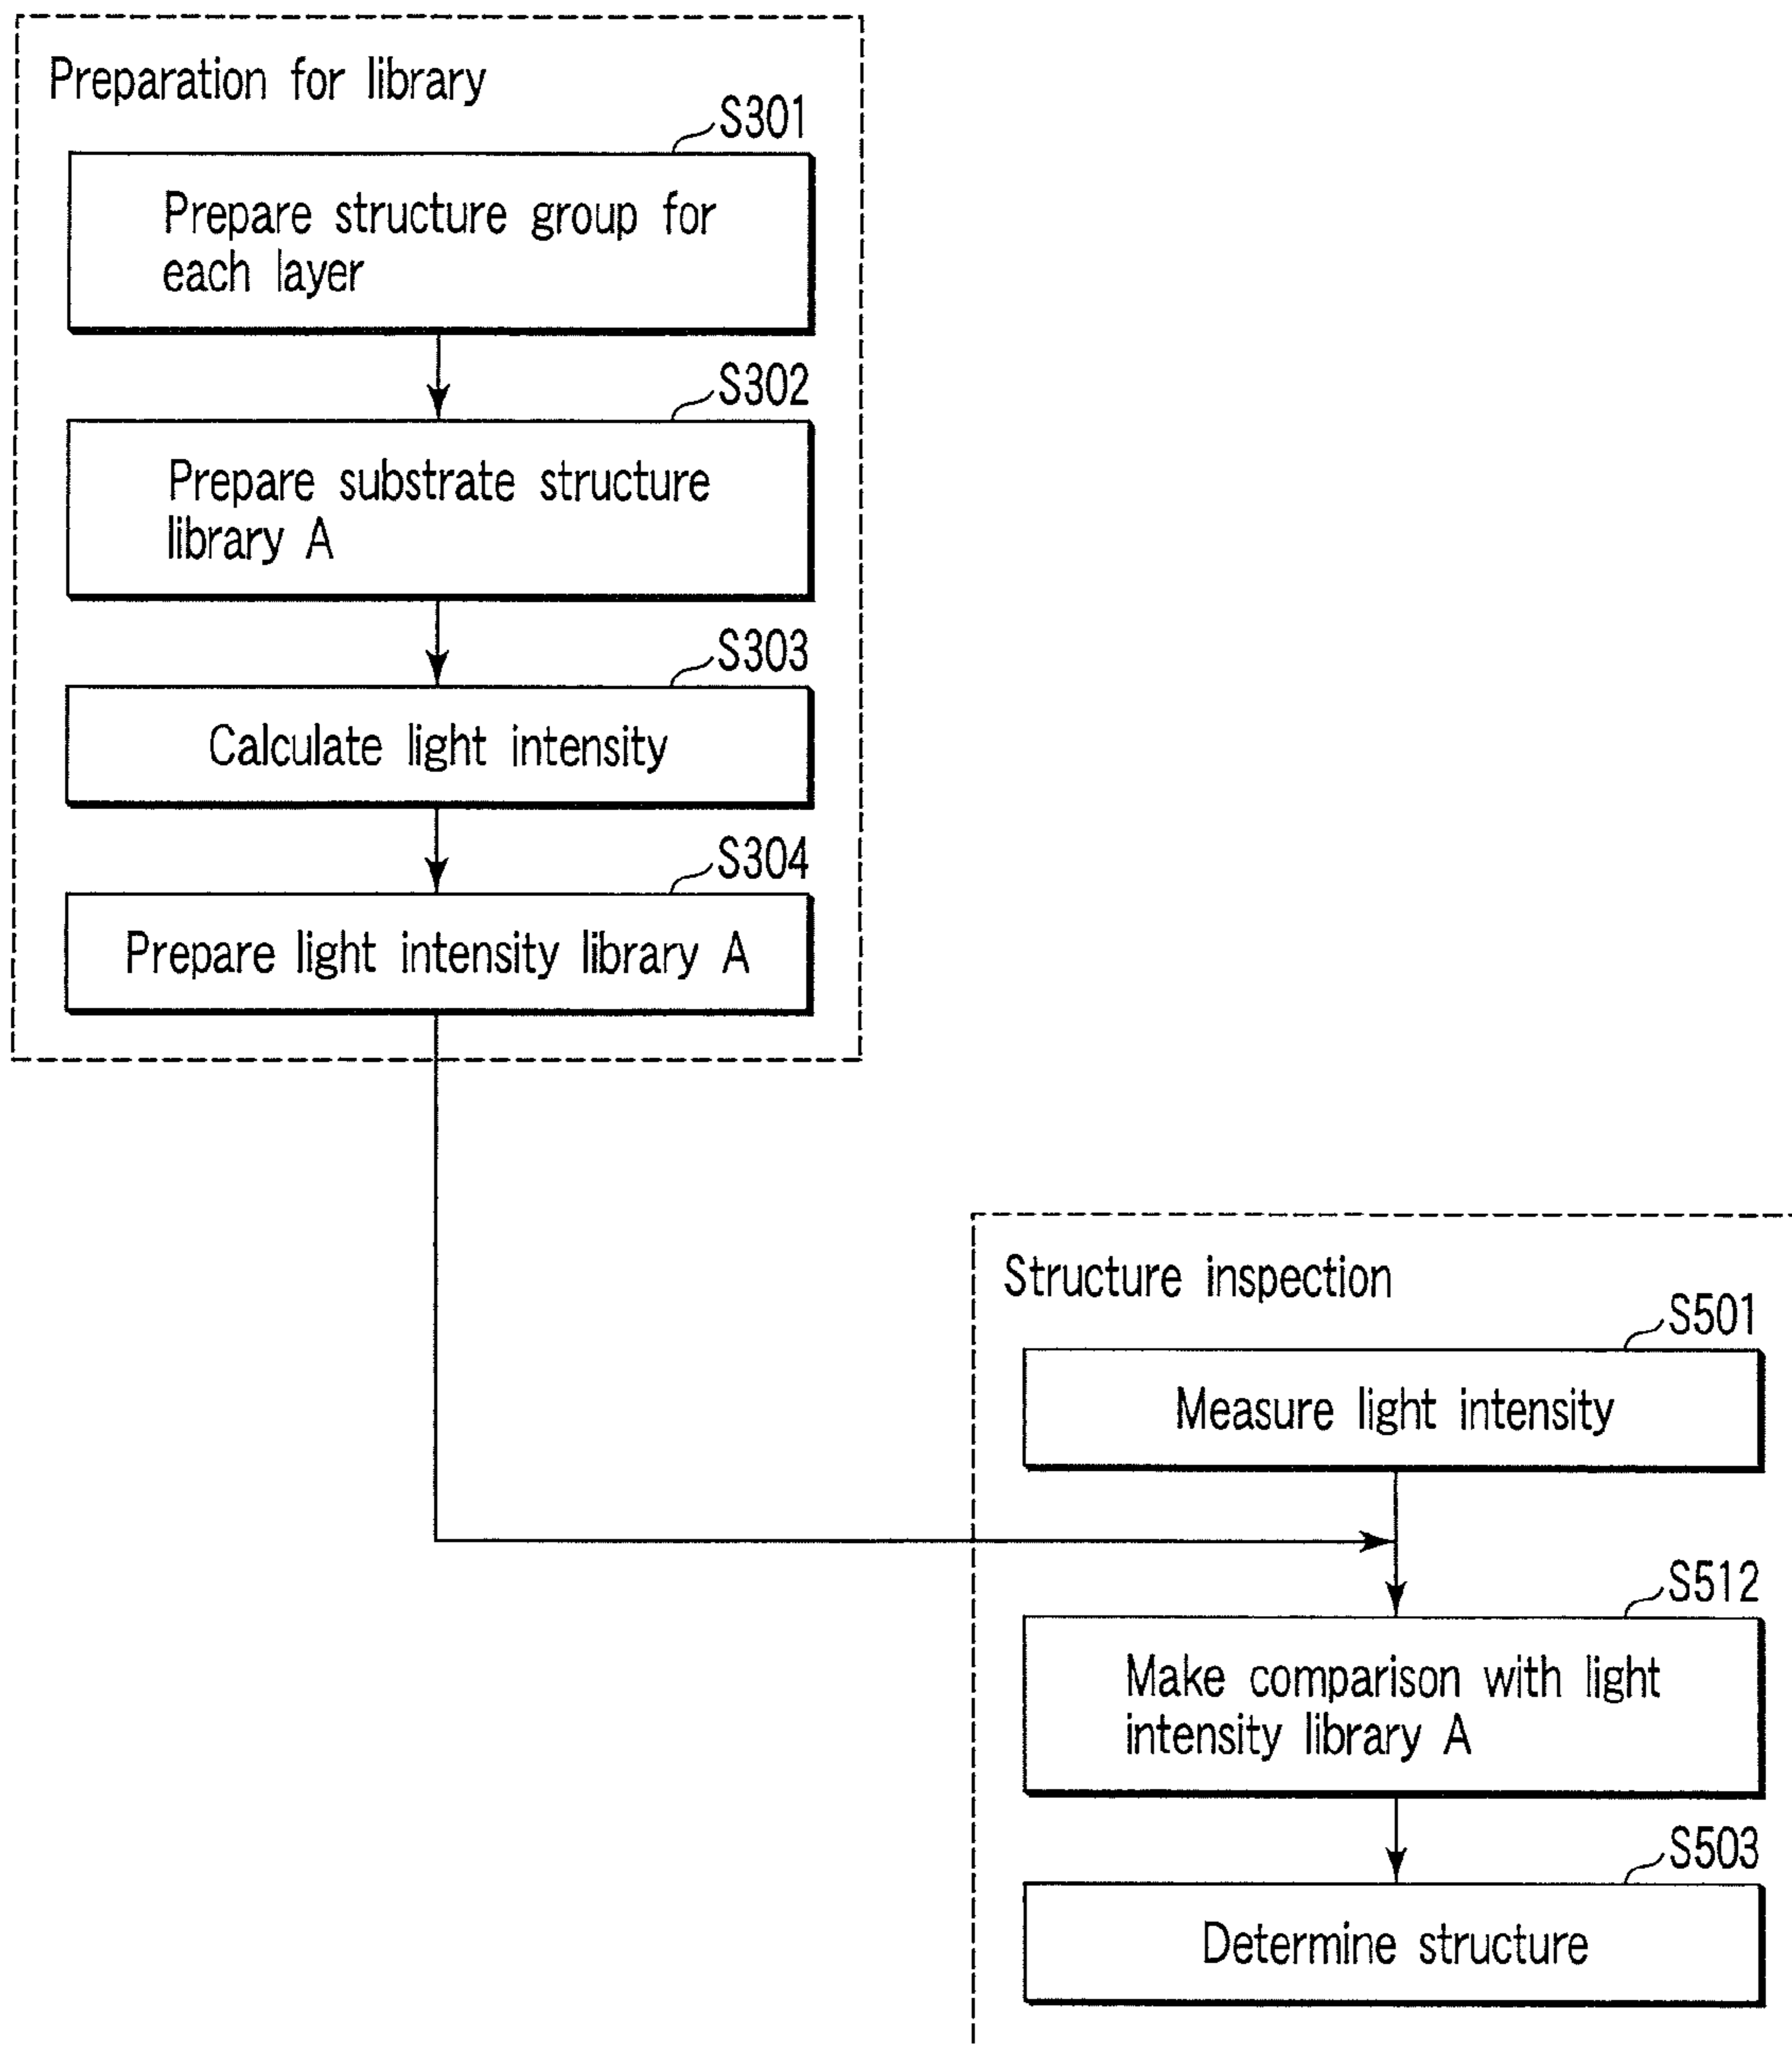 Preparation for library
S301
Prepare structure group for
each layer
S302
Prepare substrate structure
library A
S303
Calculate light intensity
S304
Prepare light intensity library A
Structure inspection
S501
Measure light intensity
S512
Make comparison with light
intensity library A
S503
Determine structure